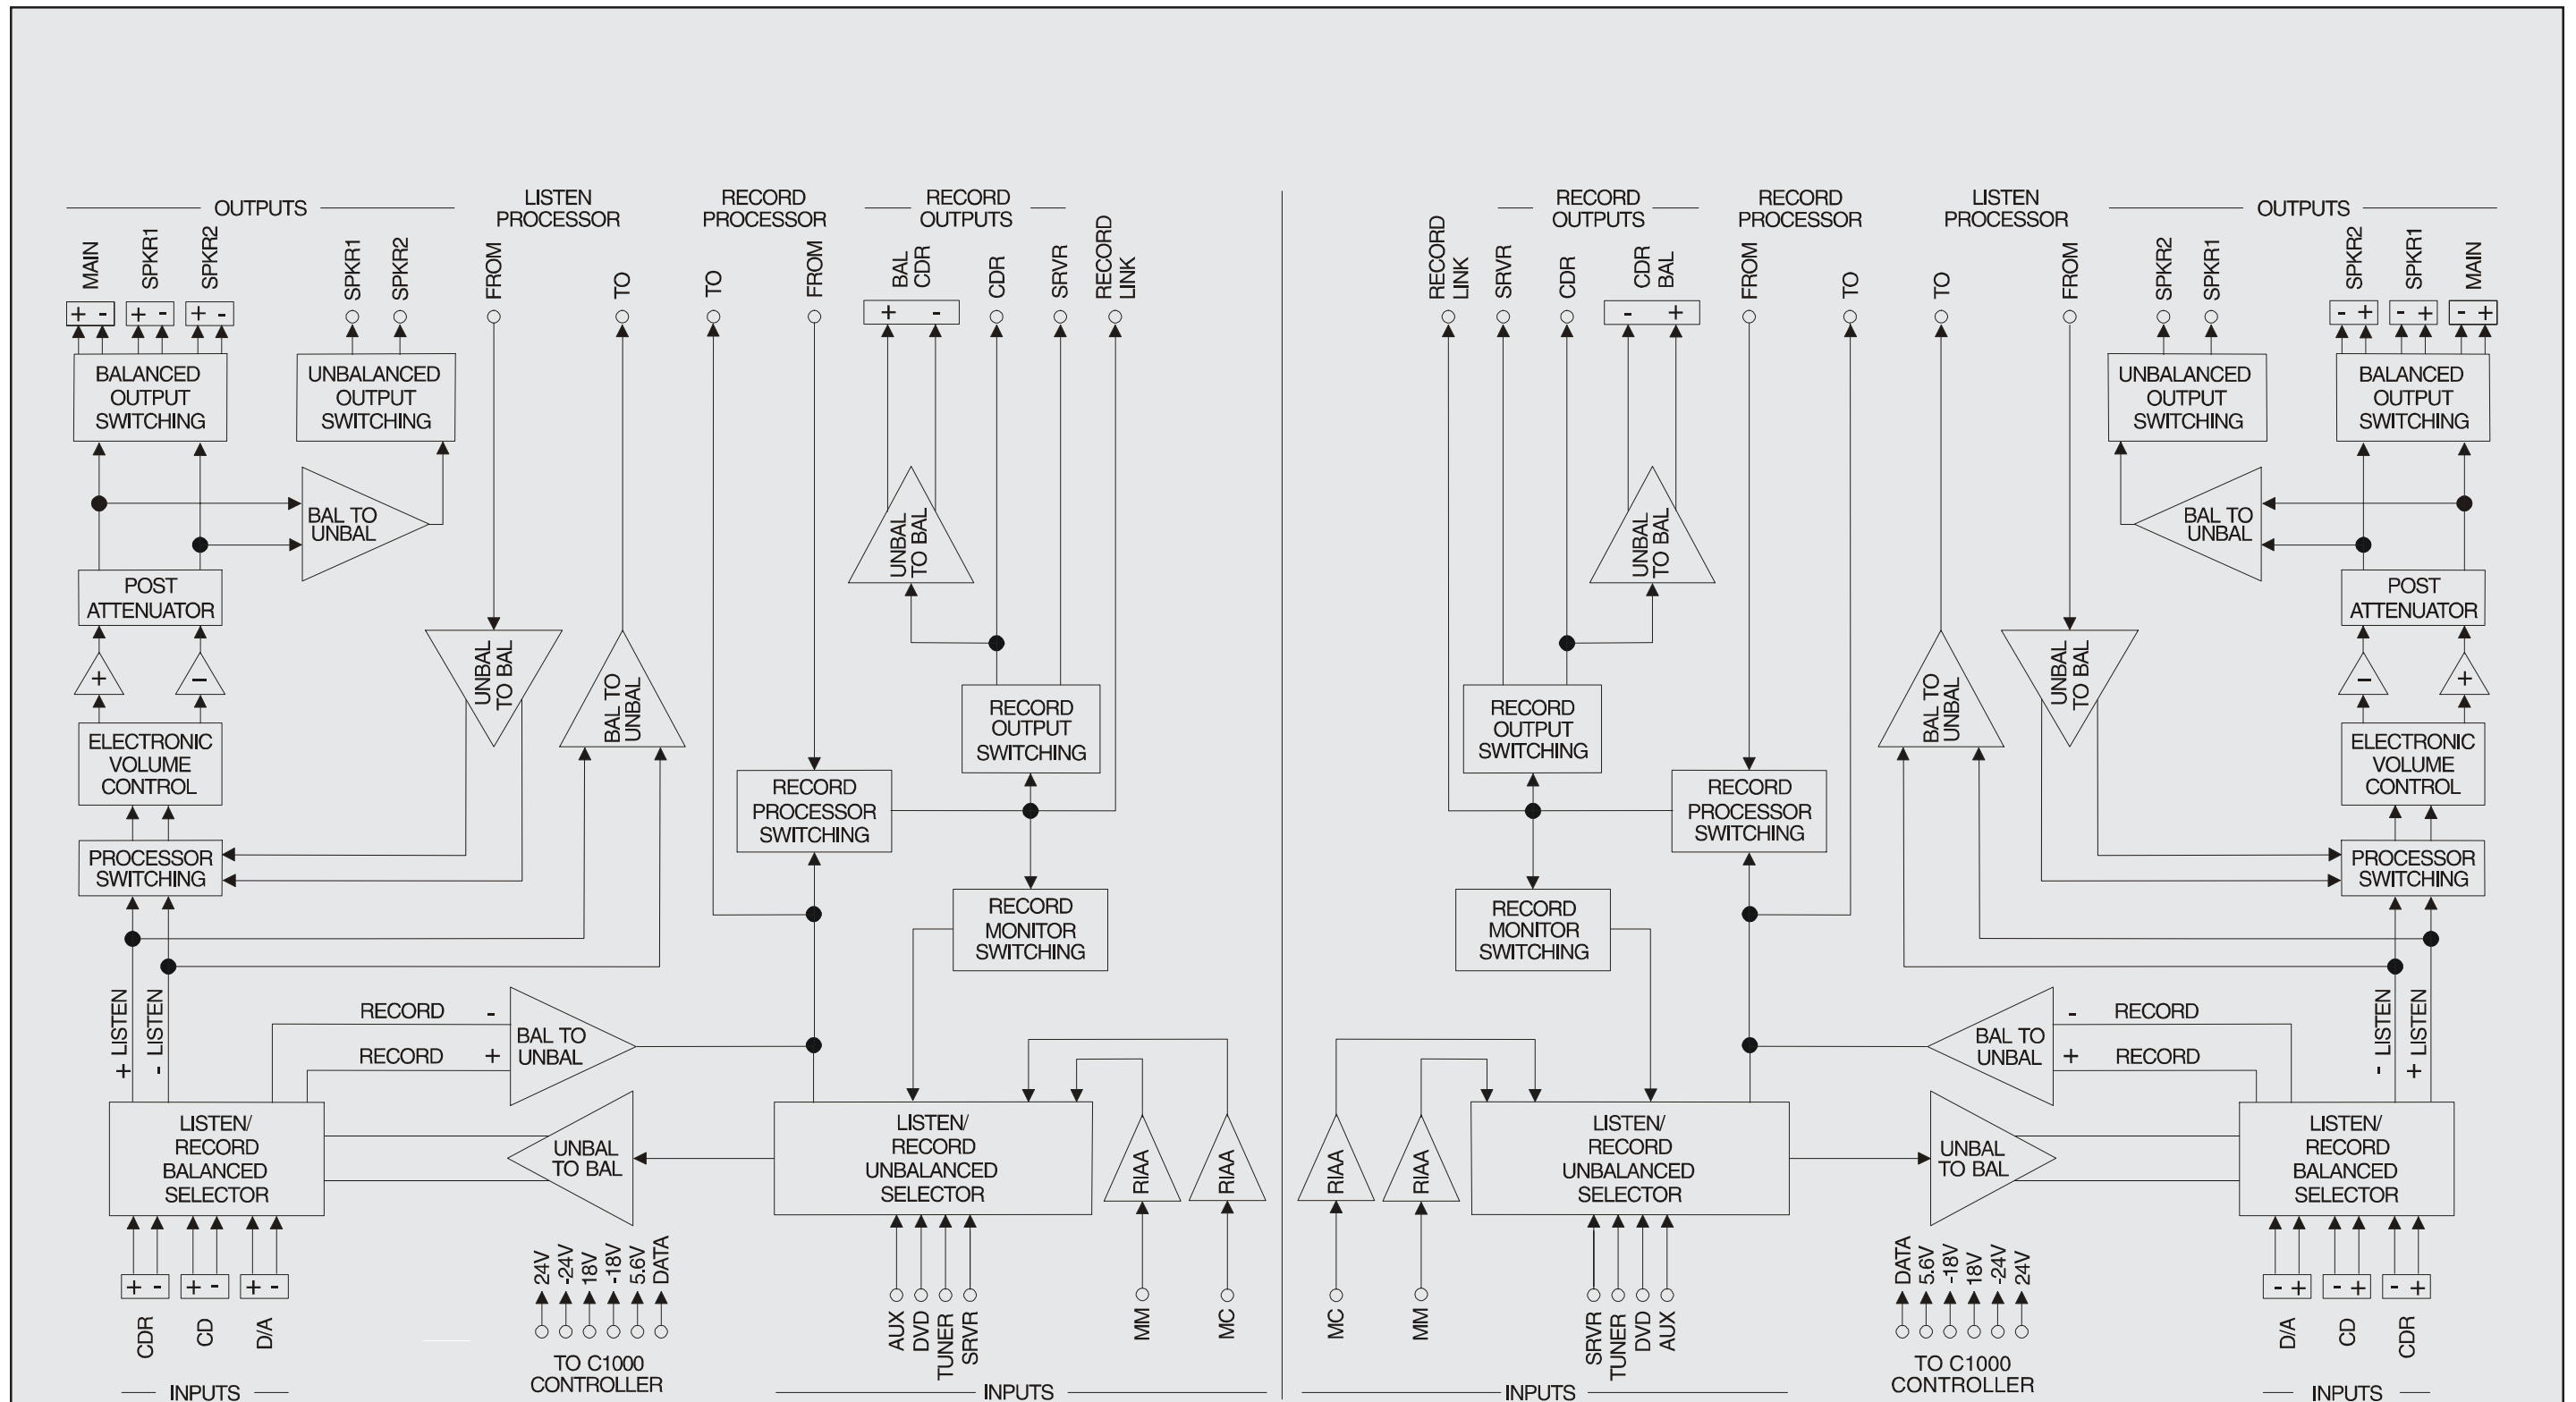 OUTPUTS
LISTEN
PROCESSOR
RECORD
PROCESSOR
RECORD
OUTPUTS
RECORD
OUTPUTS
RECORD
PROCESSOR
LISTEN
PROCESSOR
OUTPUTS
MAIN
SPKR1
SPKR2
SPKR1
SPKR2
FROM
TO
TO
FROM
BAL
CDR
CDR
SRVR
RECORD
LINK
RECORD
LINK
SRVR
CDR
CDR
BAL
FROM
TO
TO
FROM
SPKR2
SPKR1
SPKR2
SPKR1
MAIN
+ -
+ -
+ -
+ -
- +
- +
- +
- +
BALANCED
OUTPUT
SWITCHING
UNBALANCED
OUTPUT
SWITCHING
UNBALANCED
OUTPUT
SWITCHING
BALANCED
OUTPUT
SWITCHING
BAL TO
UNBAL
UNBAL
TO BAL
UNBAL
TO BAL
BAL TO
UNBAL
POST
ATTENUATOR
POST
ATTENUATOR
+
-
UNBAL
TO BAL
BAL TO
UNBAL
BAL TO
UNBAL
UNBAL
TO BAL
-
+
RECORD
OUTPUT
SWITCHING
RECORD
OUTPUT
SWITCHING
ELECTRONIC
VOLUME
CONTROL
ELECTRONIC
VOLUME
CONTROL
RECORD
PROCESSOR
SWITCHING
RECORD
PROCESSOR
SWITCHING
PROCESSOR
SWITCHING
PROCESSOR
SWITCHING
RECORD
MONITOR
SWITCHING
RECORD
MONITOR
SWITCHING
+ LISTEN
- LISTEN
RECORD -
RECORD +
BAL TO
UNBAL
BAL TO
UNBAL
- RECORD
+ RECORD
- LISTEN
+ LISTEN
LISTEN/
RECORD
BALANCED
SELECTOR
UNBAL
TO BAL
LISTEN/
RECORD
UNBALANCED
SELECTOR
RIAA
RIAA
RIAA
RIAA
LISTEN/
RECORD
UNBALANCED
SELECTOR
UNBAL
TO BAL
LISTEN/
RECORD
BALANCED
SELECTOR
+ -
+ -
+ -
- +
- +
- +
CDR
CD
D/A
24V
-24V
18V
-18V
5.6V
DATA
AUX
DVD
TUNER
SRVR
MM
MC
MC
MM
SRVR
TUNER
DVD
AUX
DATA
5.6V
-18V
18V
-24V
24V
D/A
CD
CDR
TO C1000
CONTROLLER
TO C1000
CONTROLLER
INPUTS
INPUTS
INPUTS
INPUTS